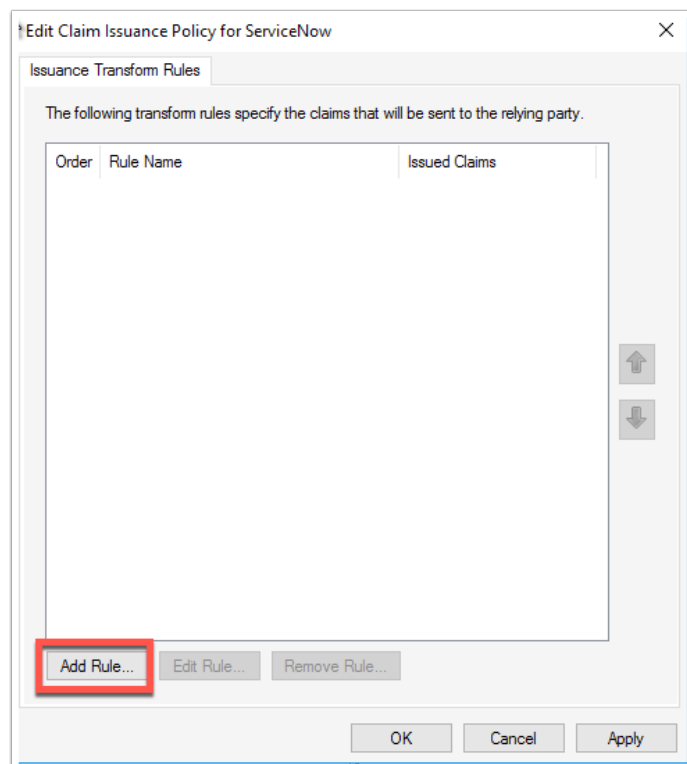 Edit Claim Issuance Policy for ServiceNow
Issuance Transform Rules
The following transform rules specify the claims that will be sent to the relying party.
Order Rule Name Issued Claims
Add Rule... Edit Rule... Remove Rule...
OK Cancel Apply